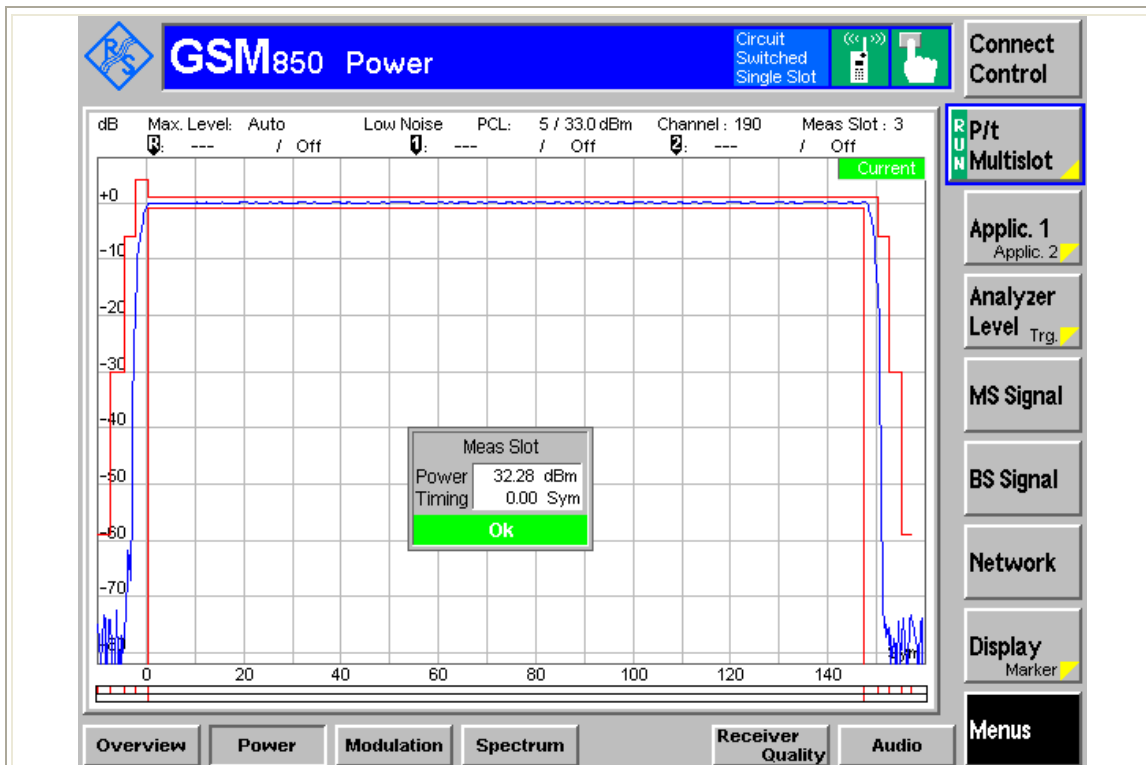 R S
GSM850 Power
Circuit
Switched
Single Slot
Connect
Control
dB Max. Level: Auto Low Noise PCL: 5 / 33.0 dBm Channel : 190 Meas Slot : 3
R: --- / Off 1: --- / Off 2: --- / Off
Current
+0
-10
-20
-30
-40
-50
-60
-70
Meas Slot
Power 32.28 dBm
Timing 0.00 Sym
Ok
0 20 40 60 80 100 120 140
RUN
P/t
Multislot
Applic. 1
Applic. 2
Analyzer
Level Trg.
MS Signal
BS Signal
Network
Display
Marker
Menus
Overview Power Modulation Spectrum Receiver Quality Audio